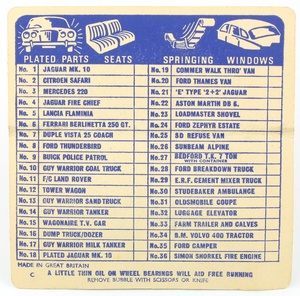 PLATED PARTS SEATS SPRINGING WINDOWS
No. 1 JAGUAR MK. 10
No. 2 CITROEN SAFARI
No. 3 MERCEDES 220
No. 4 JAGUAR FIRE CHIEF
No. 5 LANCIA FLAMINIA
No. 6 FERRARI BERLINETTA 250 GT.
No. 7 DUPLE VISTA 25 COACH
No. 8 FORD THUNDERBIRD
No. 9 BUICK POLICE PATROL
No. 10 GUY WARRIOR COAL TRUCK
No. 11 F/C LAND ROVER
No. 12 TOWER WAGON
No. 13 GUY WARRIOR SAND TRUCK
No. 14 GUY WARRIOR TANKER
No. 15 WAGONAIRE T.V. CAR
No. 16 DUMP TRUCK/DOZER
No. 17 GUY WARRIOR MILK TANKER
No. 18 PLATED JAGUAR MK. 10
No. 19 COMMER WALK THRO' VAN
No. 20 FORD THAMES VAN
No. 21 'E' TYPE '2+2' JAGUAR
No. 22 ASTON MARTIN DB 6.
No. 23 LOADMASTER SHOVEL
No. 24 FORD ZEPHYR ESTATE
No. 25 SD REFUSE VAN
No. 26 SUNBEAM ALPINE
No. 27 BEDFORD T.K. 7 TON
WITH CONTAINER
No. 28 FORD BREAKDOWN TRUCK
No. 29 E.R.F. CEMENT MIXER TRUCK
No. 30 STUDEBAKER AMBULANCE
No. 31 OLDSMOBILE COUPE
No. 32 LUGGAGE ELEVATOR
No. 33 FARM TRAILER AND CALVES
No. 34 B.M. VOLVO 400 TRACTOR
No. 35 FORD CAMPER
No. 36 SIMON SNORKEL FIRE ENGINE
MADE IN GREAT BRITAIN
C A LITTLE THIN OIL ON WHEEL BEARINGS WILL AID FREE RUNNING
REMOVE BUBBLE WITH SCISSORS OR KNIFE